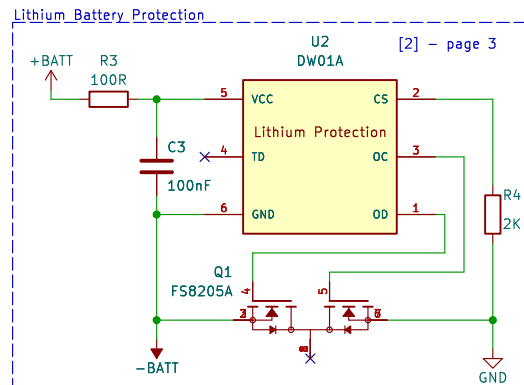 Lithium Battery Protection
U2
DW01A
[2] - page 3
+BATT
R3
100R
5
VCC
CS
2
Lithium Protection
4
TD
OC
3
C3
100nF
6
GND
OD
1
R4
2K
Q1
FS8205A
4
5
-BATT
GND